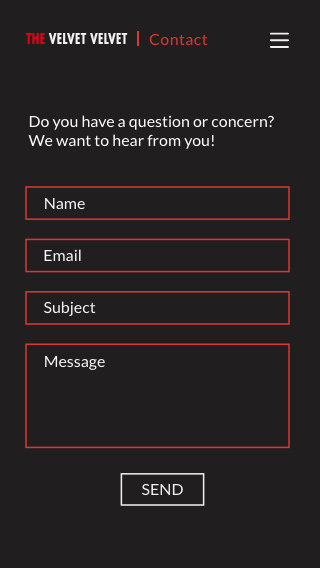 THE VELVET VELVET | Contact
Do you have a question or concern?
We want to hear from you!
Name
Email
Subject
Message
SEND